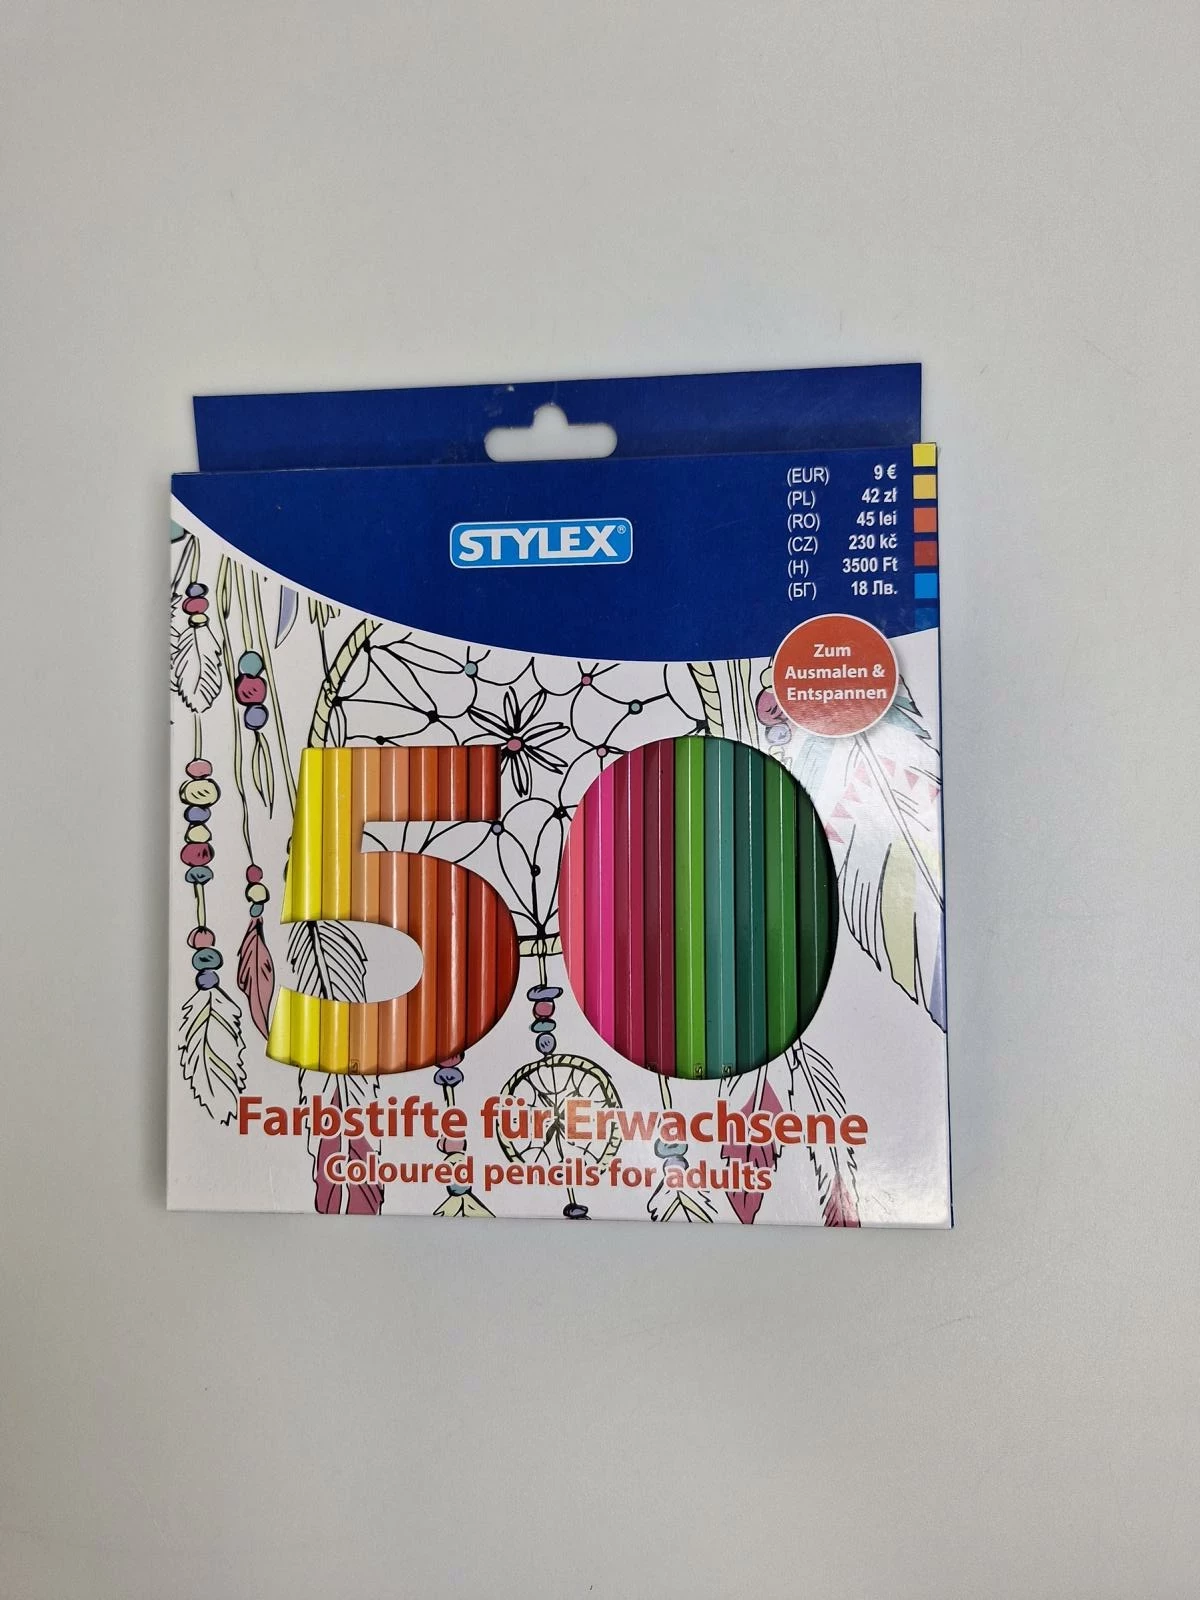 STYLEX®
(EUR) 9 €
(PL) 42 zł
(RO) 45 lei
(CZ) 230 kč
(H) 3500 Ft
(БГ) 18 Лв.
Zum
Ausmalen &
Entspannen
50
Farbstifte für Erwachsene
Coloured pencils for adults